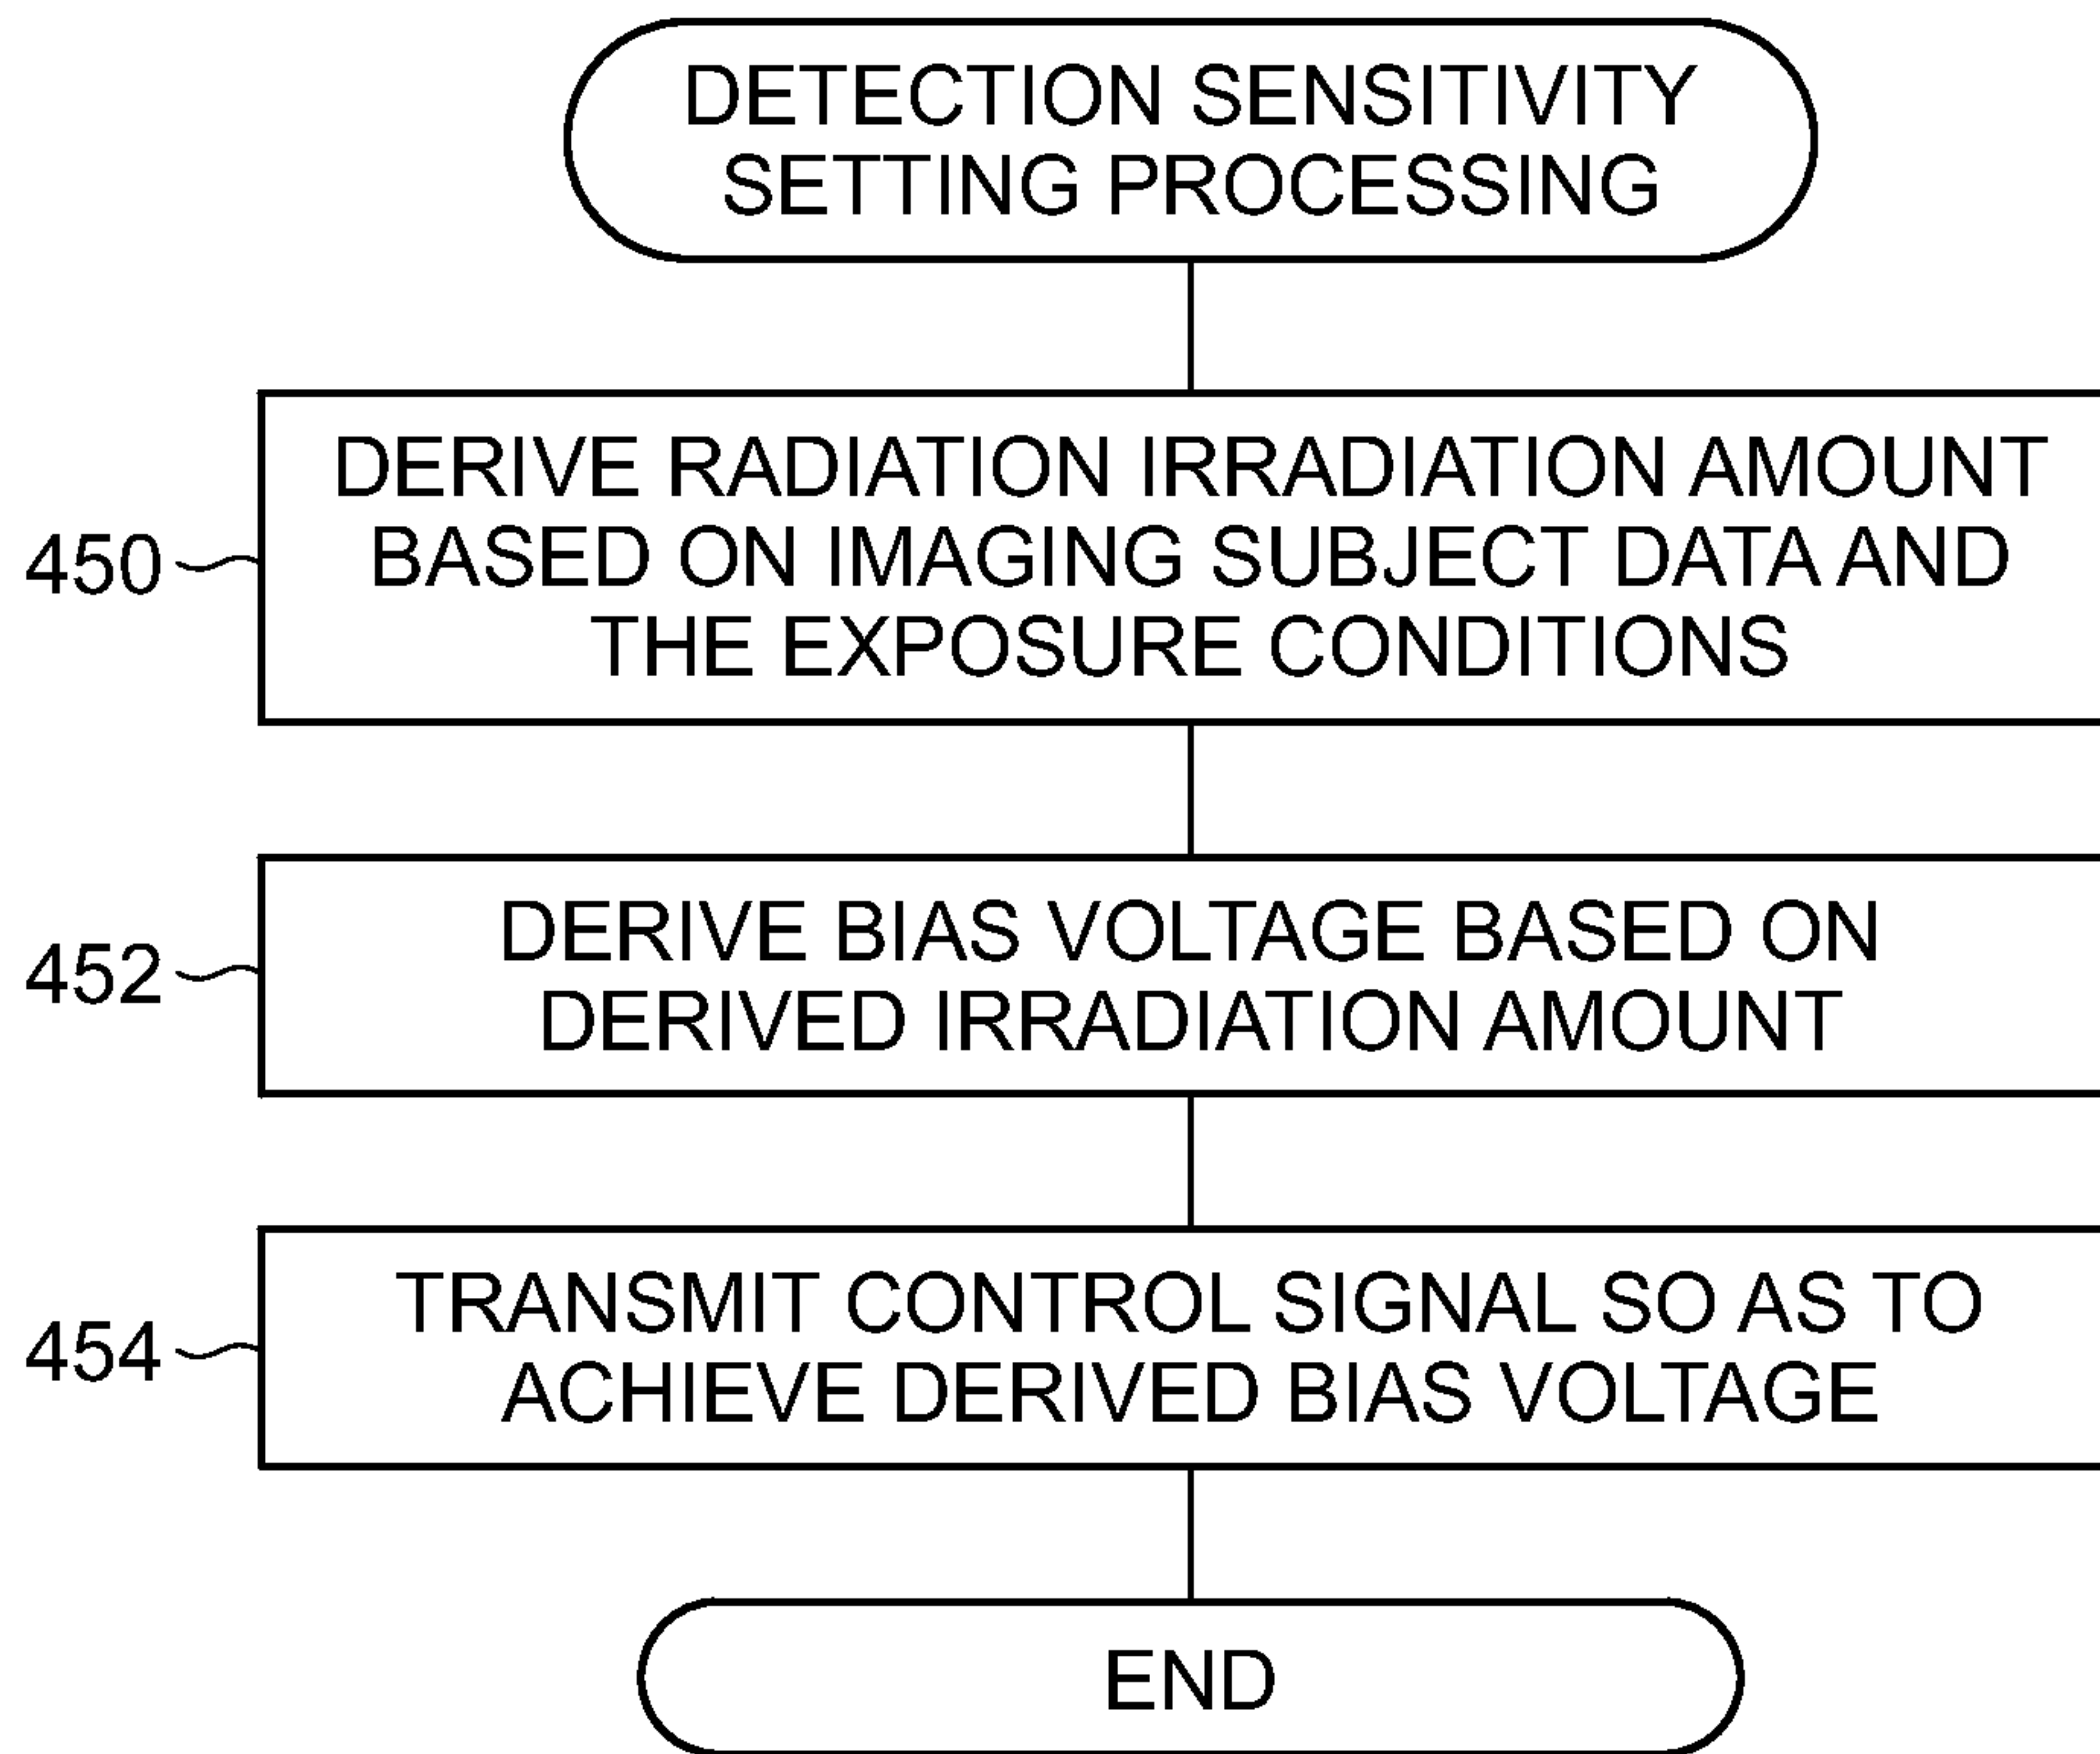 DETECTION SENSITIVITY
SETTING PROCESSING
450
DERIVE RADIATION IRRADIATION AMOUNT
BASED ON IMAGING SUBJECT DATA AND
THE EXPOSURE CONDITIONS
452
DERIVE BIAS VOLTAGE BASED ON
DERIVED IRRADIATION AMOUNT
454
TRANSMIT CONTROL SIGNAL SO AS TO
ACHIEVE DERIVED BIAS VOLTAGE
END